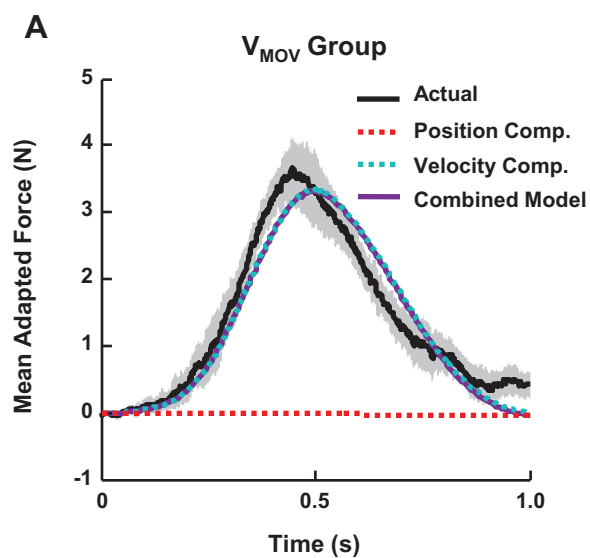 A
V_MOV Group
Actual
Position Comp.
Velocity Comp.
Combined Model
Mean Adapted Force (N)
5
4
3
2
1
0
-1
0
0.5
1.0
Time (s)